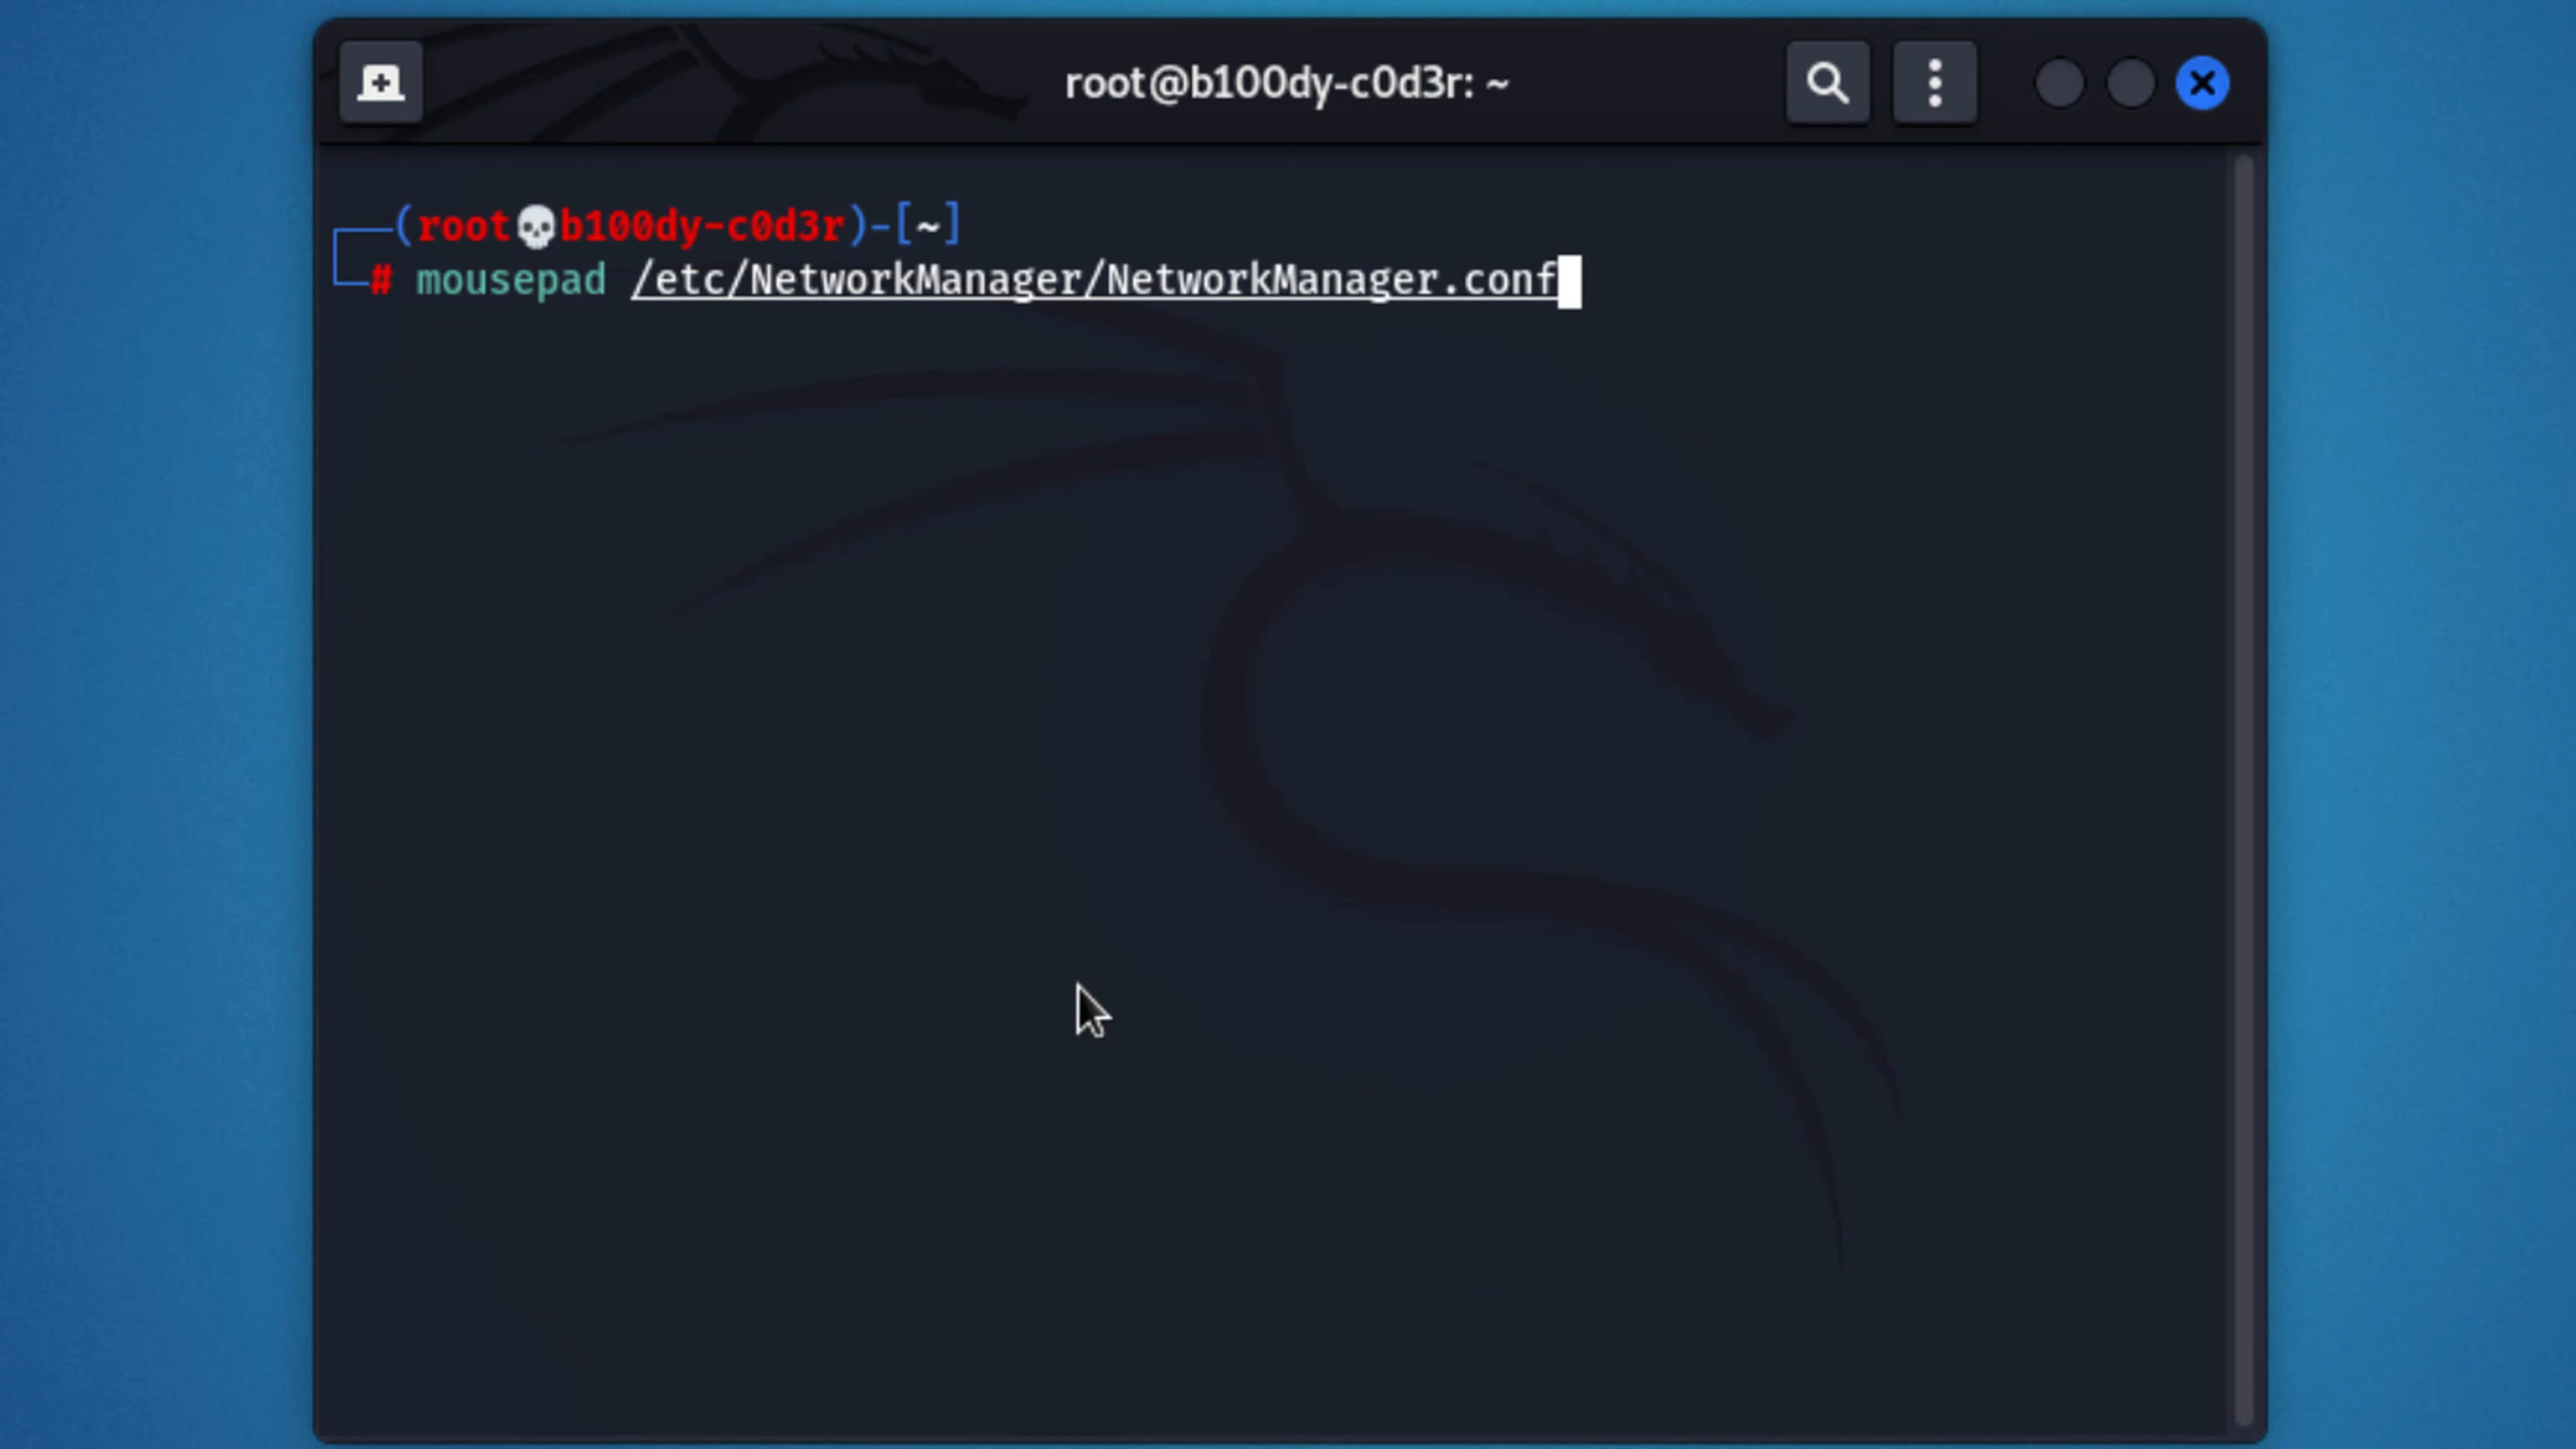 root@b100dy-c0d3r: ~
(root💀b100dy-c0d3r)-[~]
# mousepad /etc/NetworkManager/NetworkManager.conf